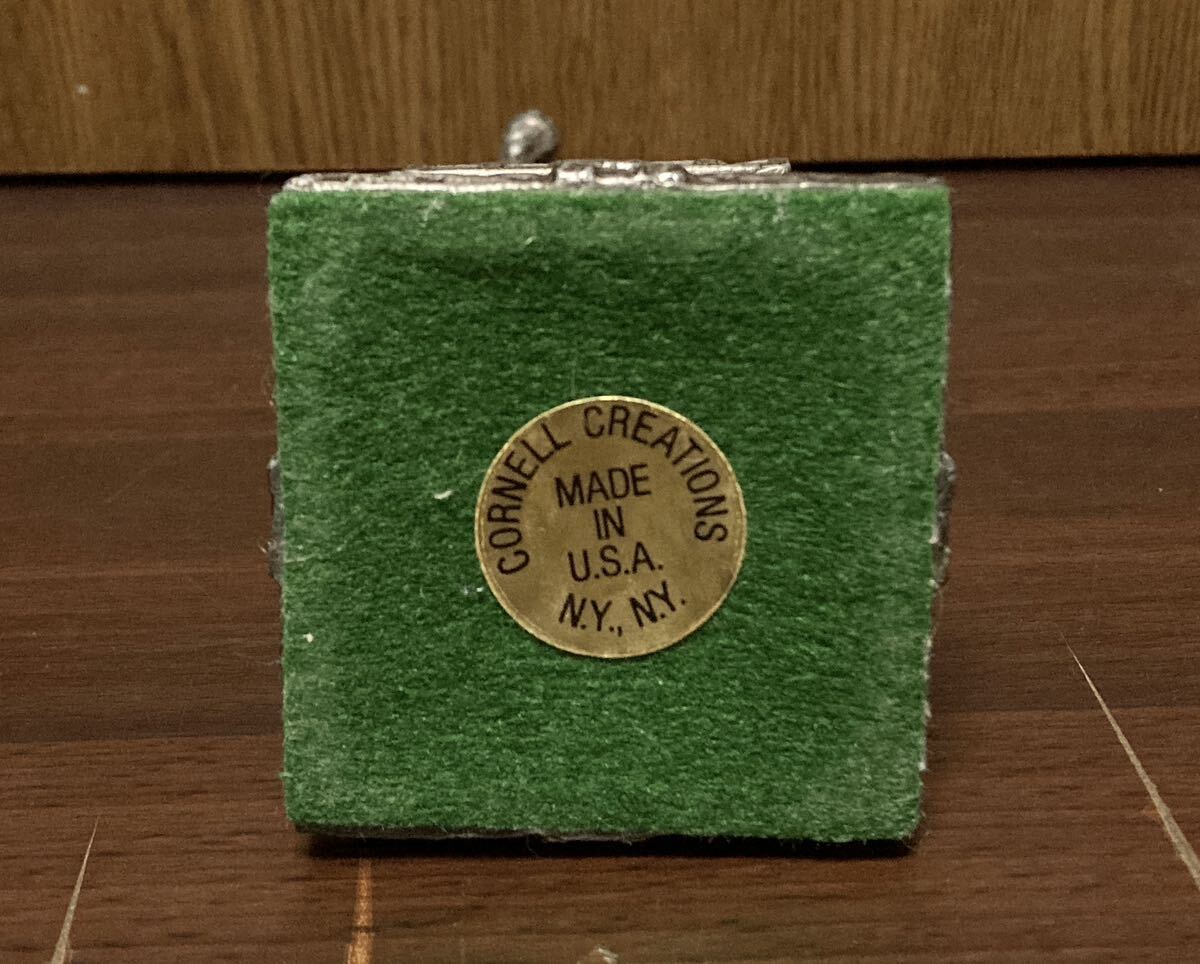 CORNELL CREATIONS
MADE
IN
U.S.A.
N.Y., N.Y.